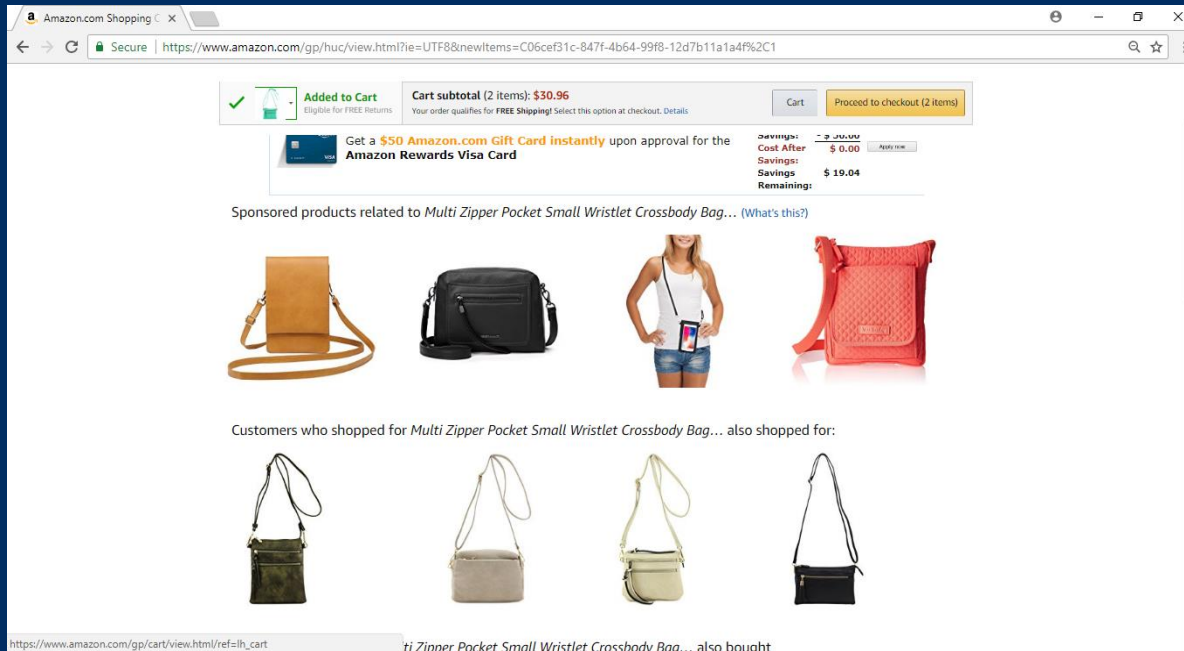 Amazon.com Shopping C
Secure | https://www.amazon.com/gp/huc/view.html?ie=UTF8&newItems=C06cef31c-847f-4b64-99f8-12d7b11a1a4f%2C1
Added to Cart
Eligible for FREE Returns
Cart subtotal (2 items): $30.96
Your order qualifies for FREE Shipping! Select this option at checkout. Details
Cart
Proceed to checkout (2 items)
Get a $50 Amazon.com Gift Card instantly upon approval for the
Amazon Rewards Visa Card
Savings: - $ 50.00
Cost After $ 0.00 Apply now
Savings:
Savings $ 19.04
Remaining:
Sponsored products related to Multi Zipper Pocket Small Wristlet Crossbody Bag… (What's this?)
Customers who shopped for Multi Zipper Pocket Small Wristlet Crossbody Bag… also shopped for:
https://www.amazon.com/gp/cart/view.html/ref=lh_cart
Zipper Pocket Small Wristlet Crossbody Bag… also bought